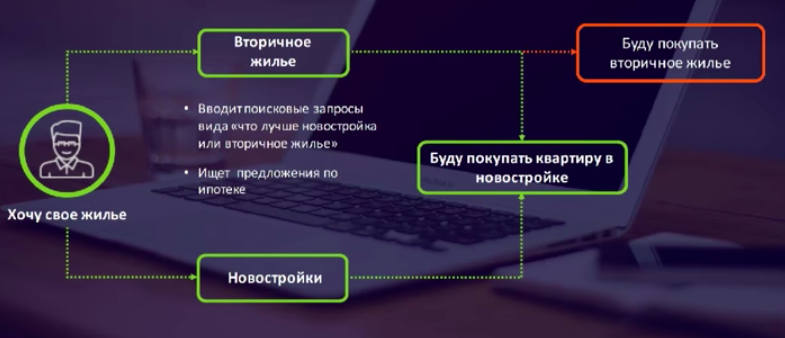 Вторичное
жилье
Буду покупать
вторичное жилье
• Вводит поисковые запросы
вида «что лучше новостройка
или вторичное жилье»
• Ищет предложения по
ипотеке
Буду покупать квартиру в
новостройке
Хочу свое жилье
Новостройки